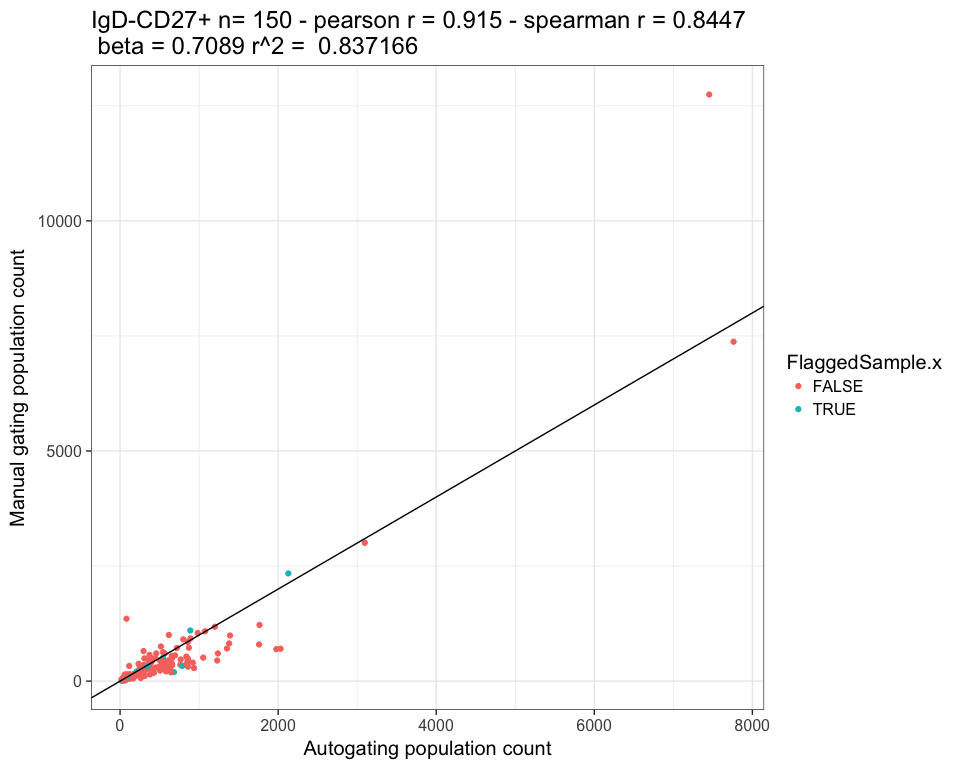 IgD-CD27+ n= 150 - pearson r = 0.915 - spearman r = 0.8447
beta = 0.7089 r^2 =  0.837166
Manual gating population count
10000
5000
0
0
2000
4000
6000
8000
Autogating population count
FlaggedSample.x
FALSE
TRUE